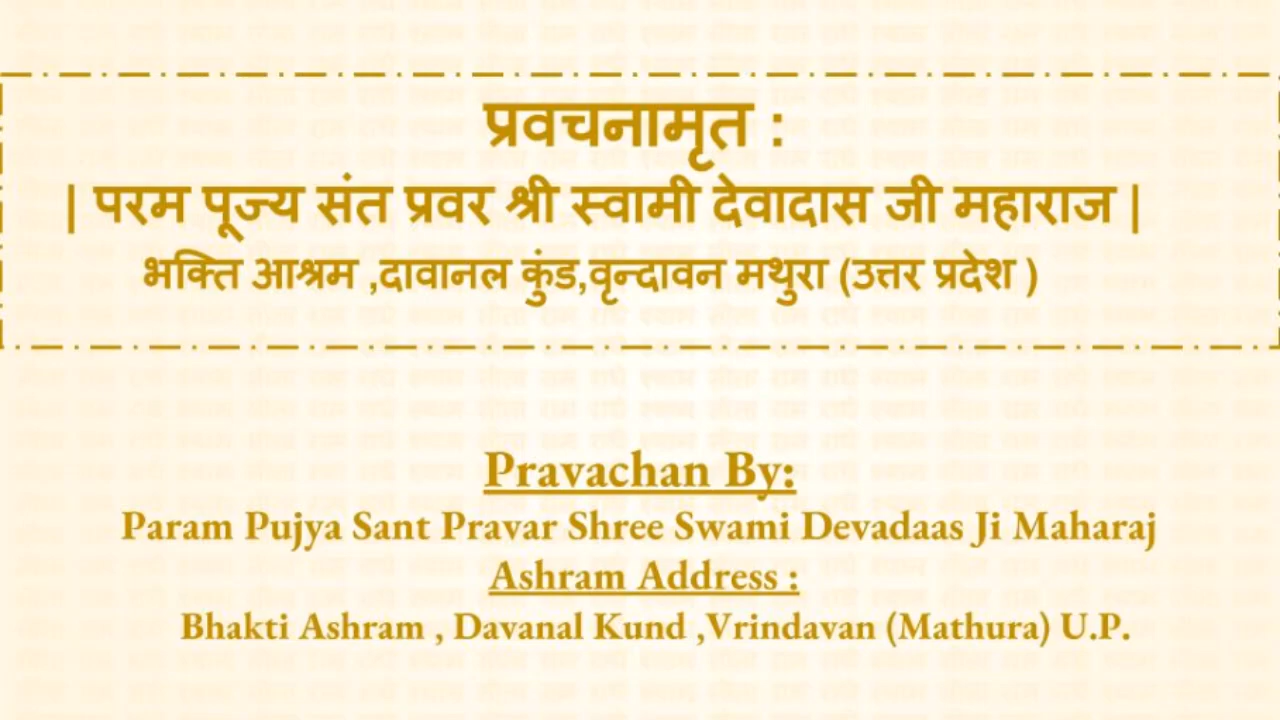 प्रवचनामृत :
| परम पूज्य संत प्रवर श्री स्वामी देवादास जी महाराज |
भक्ति आश्रम ,दावानल कुंड,वृन्दावन मथुरा (उत्तर प्रदेश )
Pravachan By:
Param Pujya Sant Pravar Shree Swami Devadaas Ji Maharaj
Ashram Address :
Bhakti Ashram , Davanal Kund ,Vrindavan (Mathura) U.P.